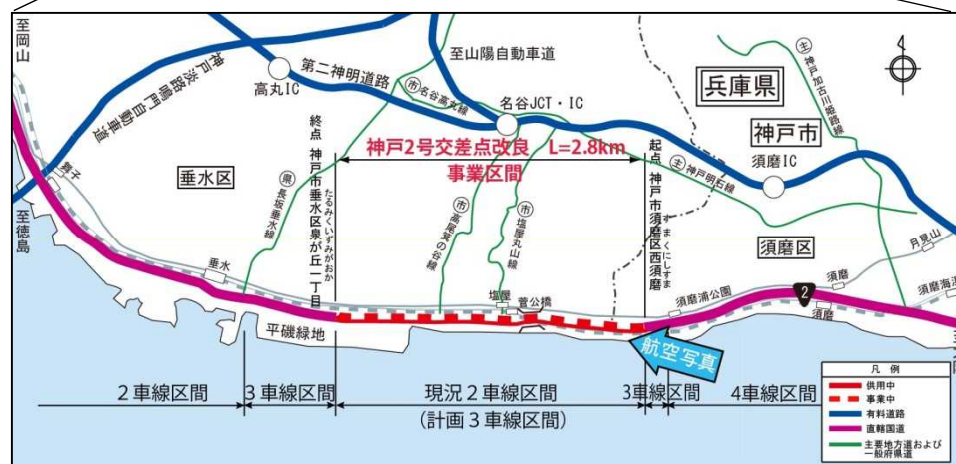 至岡山
神戸淡路鳴門自動車道
高丸IC
第二神明道路
至山陽自動車道
市
名谷高丸線
名谷JCT・IC
主
神戸加古川姫路線
兵庫県
神戸市
須磨IC
神戸2号交差点改良 L=2.8km
事業区間
終点 神戸市垂水区泉が丘一丁目
たるみくいずみがおか
起点 神戸市須磨区西須磨
すまくにしすま
主
神戸明石線
舞子
垂水区
県
長坂垂水線
市
高尾箕の谷線
市
塩屋丸山線
須磨区
月見山
至徳島
垂水
塩屋
菅公橋
須磨浦公園
2
須磨
須磨
平磯緑地
航空写真
2車線区間
3車線区間
現況2車線区間
(計画3車線区間)
3車線区間
4車線区間
凡 例
供用中
事業中
有料道路
直轄国道
主要地方道および
一般府県道